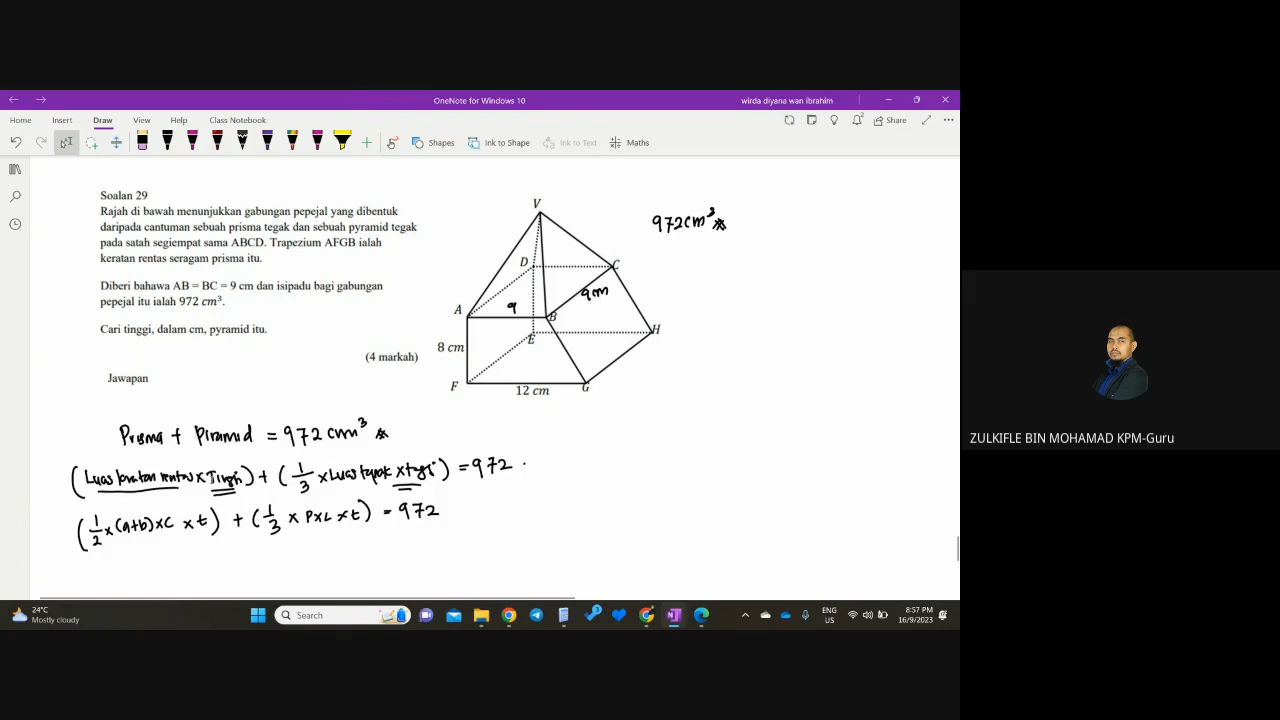 OneNote for Windows 10
wirda diyana wan ibrahim
Home Insert Draw View Help Class Notebook
Share
Shapes Ink to Shape Ink to Text Maths
Soalan 29
Rajah di bawah menunjukkan gabungan pepejal yang dibentuk
daripada cantuman sebuah prisma tegak dan sebuah pyramid tegak
pada satah segiempat sama ABCD. Trapezium AFGB ialah
keratan rentas seragam prisma itu.
Diberi bahawa AB = BC = 9 cm dan isipadu bagi gabungan
pepejal itu ialah 972 cm³.
Cari tinggi, dalam cm, pyramid itu.
(4 markah)
Jawapan
V
972cm³
D
C
9cm
A
9
B
E
H
8 cm
F
12 cm
G
Prisma + Piramid = 972 cm³
(Luas keratan rentas × Tinggi) + (1/3 × Luas tapak × tinggi) = 972
(1/2 × (a+b) × C × t) + (1/3 × P × L × t) = 972
ZULKIFLE BIN MOHAMAD KPM-Guru
24°C
Mostly cloudy
Search
3
ENG
US
8:57 PM
16/9/2023